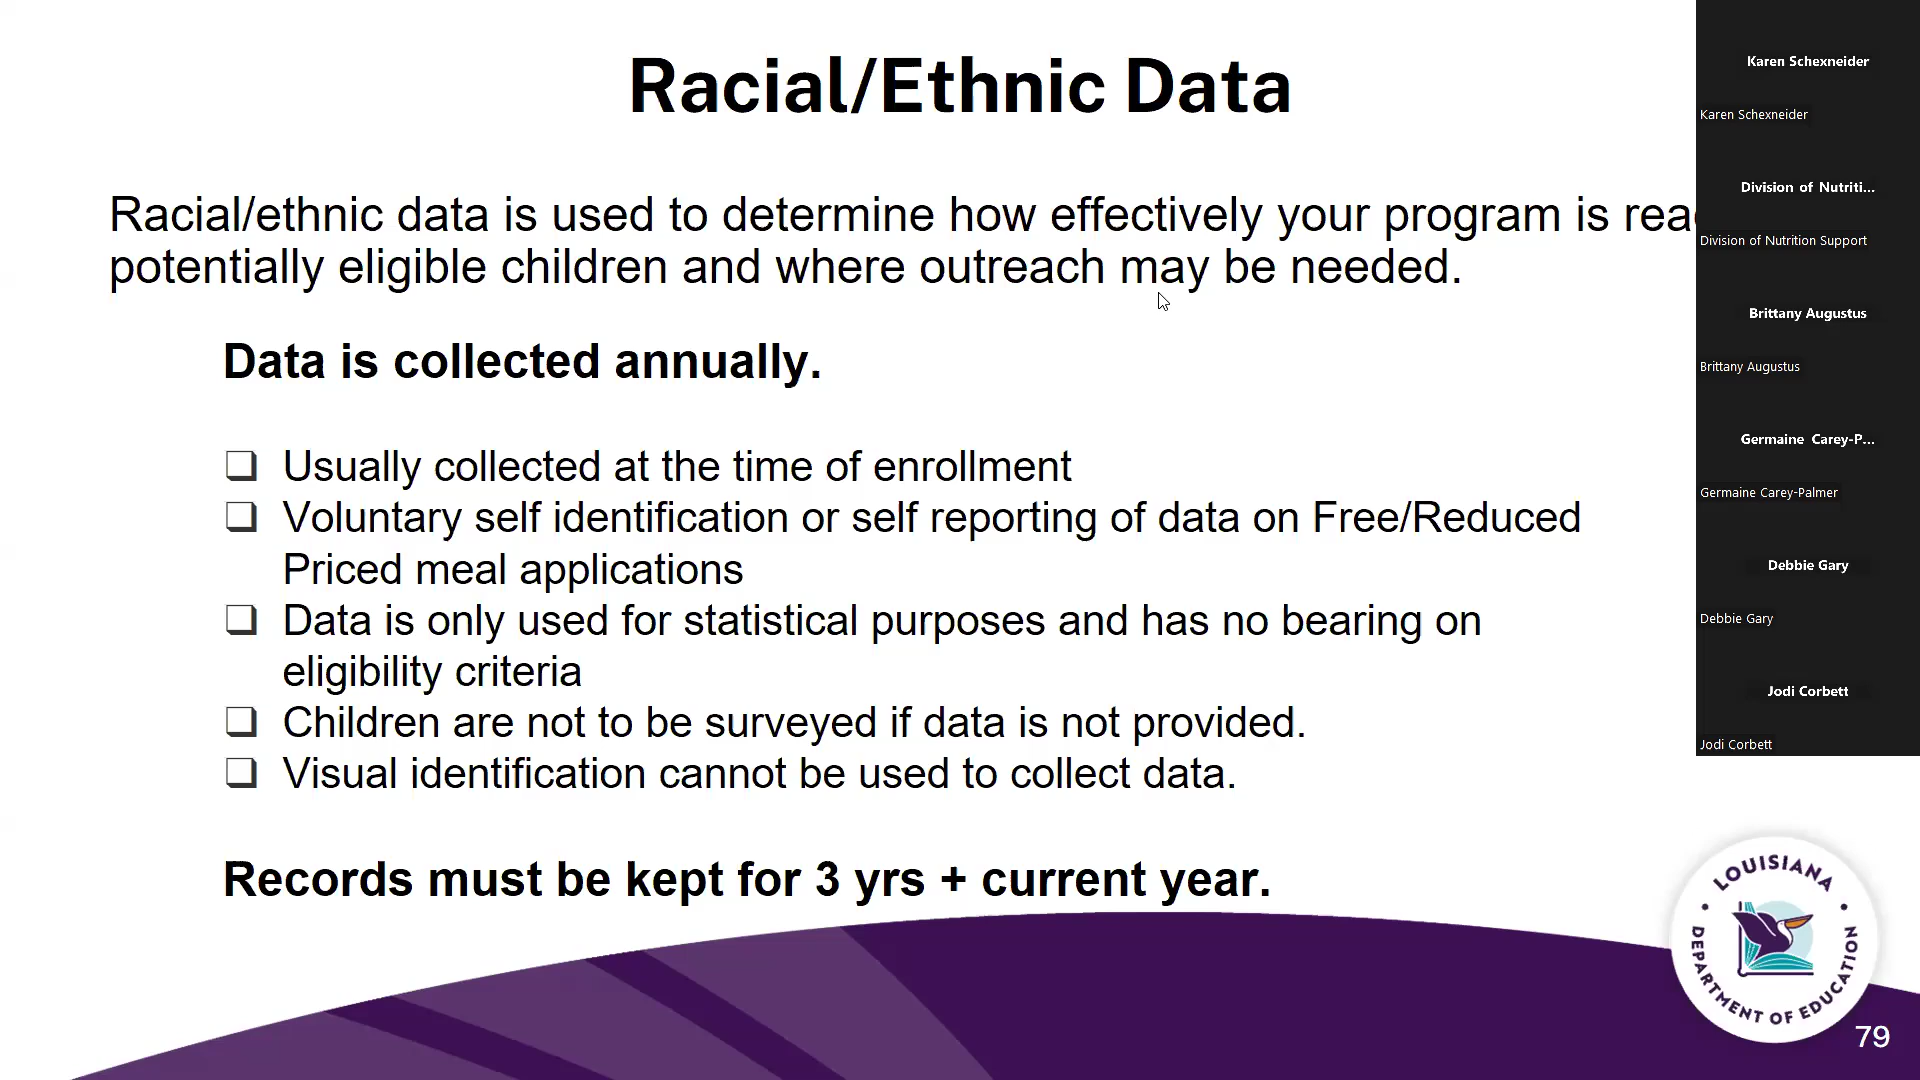 Racial/Ethnic Data
Racial/ethnic data is used to determine how effectively your program is
potentially eligible children and where outreach may be needed.
Data is collected annually.
❑ Usually collected at the time of enrollment
❑ Voluntary self identification or self reporting of data on Free/Reduced
Priced meal applications
❑ Data is only used for statistical purposes and has no bearing on
eligibility criteria
❑ Children are not to be surveyed if data is not provided.
❑ Visual identification cannot be used to collect data.
Records must be kept for 3 yrs + current year.
Karen Schexneider
Karen Schexneider
Division of Nutriti...
Division of Nutrition Support
Brittany Augustus
Brittany Augustus
Germaine Carey-P...
Germaine Carey-Palmer
Debbie Gary
Debbie Gary
Jodi Corbett
Jodi Corbett
LOUISIANA
DEPARTMENT OF EDUCATION
79